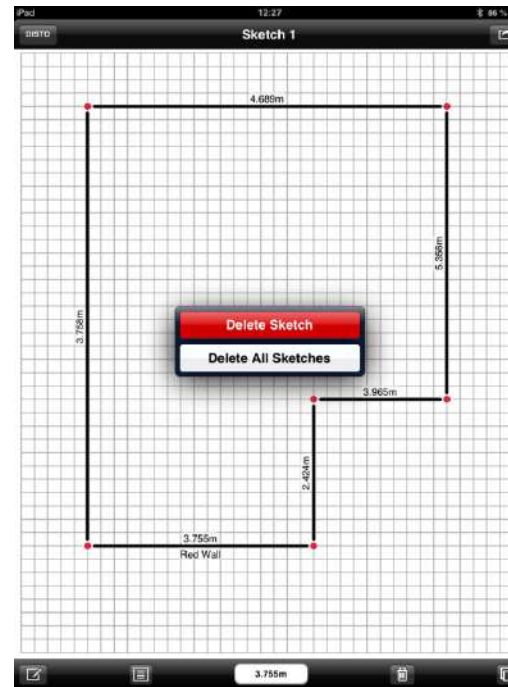 iPad 12:27 66 %
DISTO Sketch 1
4.689m
5.356m
3.758m
Delete Sketch
Delete All Sketches
3.965m
2.424m
3.755m
Red Wall
3.755m